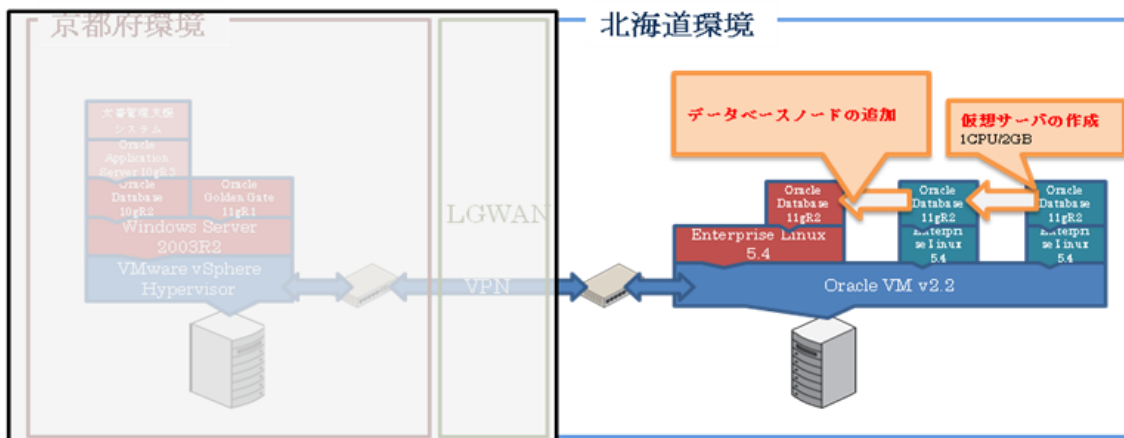 京都府環境
北海道環境
文書管理支援
システム
Oracle
Application
Server 10gR3
Oracle
Database
10gR2
Oracle
Golden Gate
11gR1
Windows Server
2003R2
VMware vSphere
Hypervisor
LGWAN
VPN
データベースノードの追加
仮想サーバの作成
1CPU/2GB
Oracle
Database
11gR2
Enterprise Linux
5.4
Oracle
Database
11gR2
Enterpri
se Linux
5.4
Oracle
Database
11gR2
Enterpri
se Linux
5.4
Oracle VM v2.2